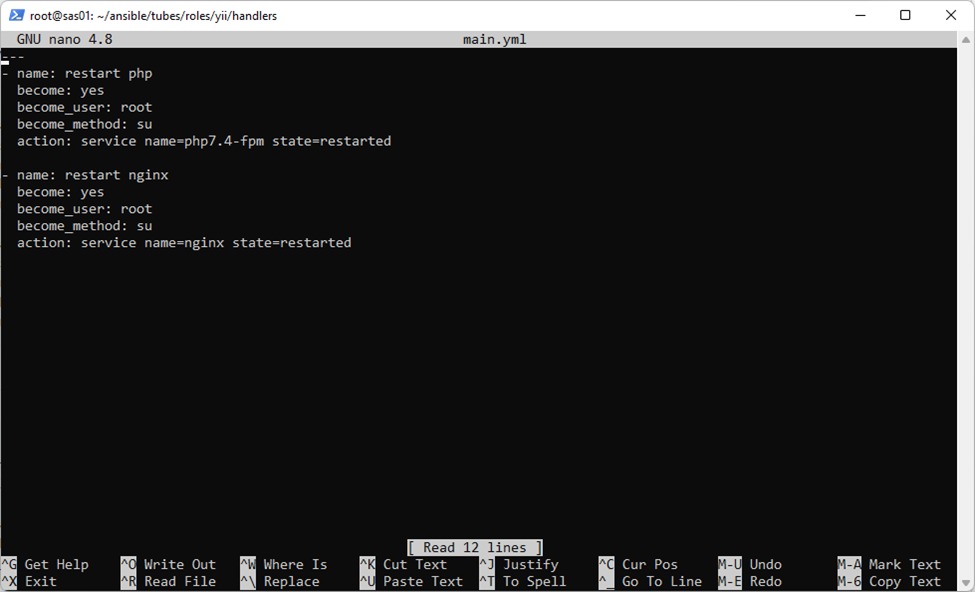 root@sas01: ~/ansible/tubes/roles/yii/handlers
GNU nano 4.8 main.yml
---
- name: restart php
  become: yes
  become_user: root
  become_method: su
  action: service name=php7.4-fpm state=restarted

- name: restart nginx
  become: yes
  become_user: root
  become_method: su
  action: service name=nginx state=restarted
[ Read 12 lines ]
^G Get Help ^O Write Out ^W Where Is ^K Cut Text ^J Justify ^C Cur Pos M-U Undo M-A Mark Text
^X Exit ^R Read File ^\ Replace ^U Paste Text ^T To Spell ^_ Go To Line M-E Redo M-6 Copy Text